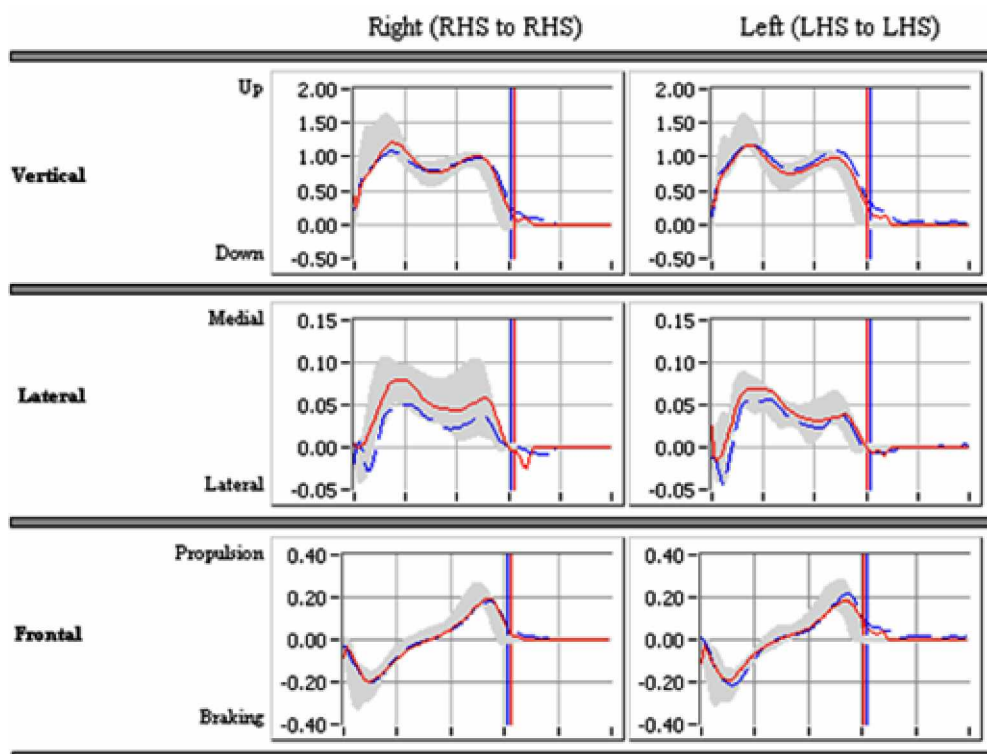 Right (RHS to RHS) Left (LHS to LHS)
Up
2.00 2.00
1.50 1.50
1.00 1.00
Vertical
0.50 0.50
0.00 0.00
Down
-0.50 -0.50
Medial
0.15 0.15
0.10 0.10
Lateral
0.05 0.05
0.00 0.00
Lateral
-0.05 -0.05
Propulsion
0.40 0.40
0.20 0.20
Frontal
0.00 0.00
-0.20 -0.20
Braking
-0.40 -0.40